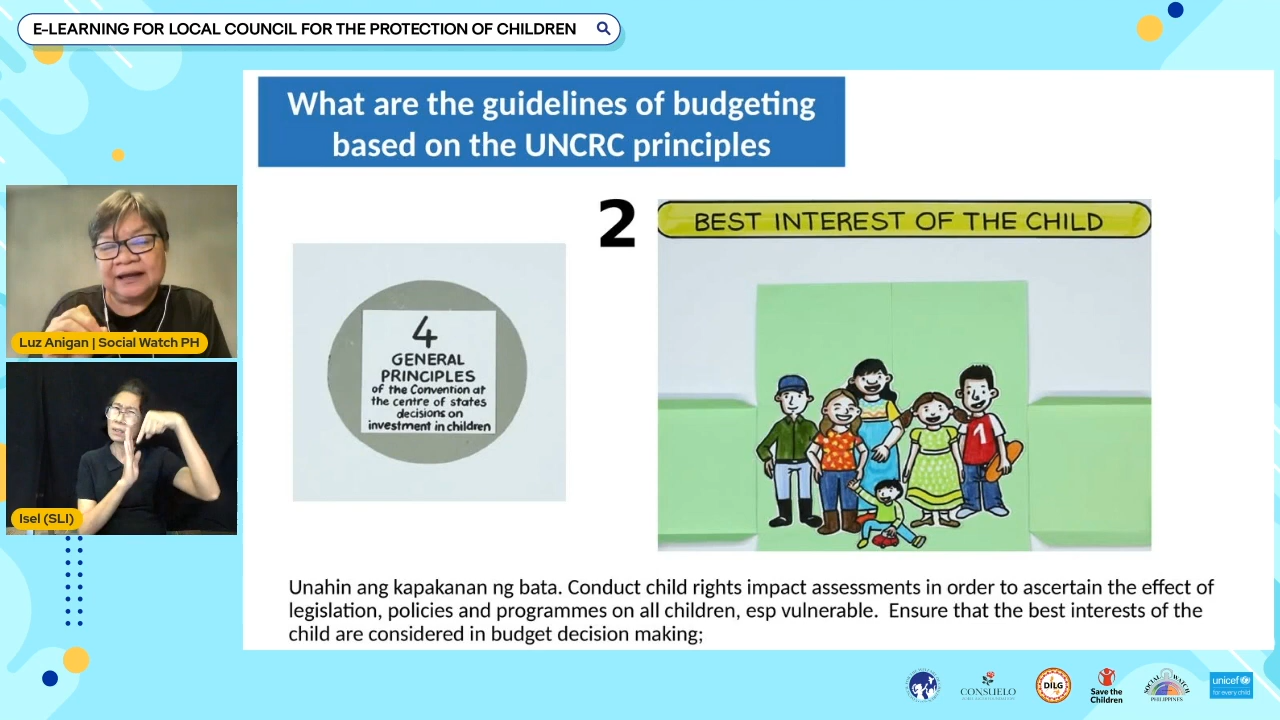 E-LEARNING FOR LOCAL COUNCIL FOR THE PROTECTION OF CHILDREN
What are the guidelines of budgeting
based on the UNCRC principles
2
BEST INTEREST OF THE CHILD
4
GENERAL
PRINCIPLES
of the Convention at
the centre of states
decisions on
investment in children
1
Luz Anigan | Social Watch PH
Isel (SLI)
Unahin ang kapakanan ng bata. Conduct child rights impact assessments in order to ascertain the effect of
legislation, policies and programmes on all children, esp vulnerable. Ensure that the best interests of the
child are considered in budget decision making;
CONSUELO
DILG
Save the
Children
SOCIAL WATCH
PHILIPPINES
unicef
for every child